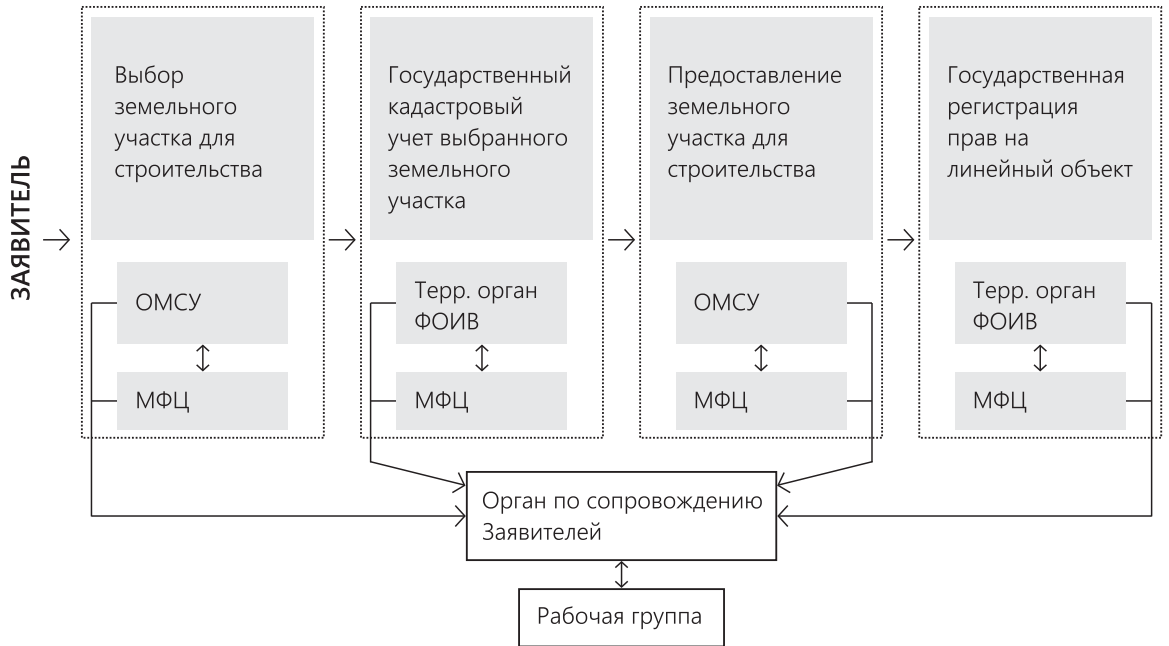 ЗАЯВИТЕЛЬ
Выбор
земельного
участка для
строительства
ОМСУ
МФЦ
Государственный
кадастровый
учет выбранного
земельного
участка
Терр. орган
ФОИВ
МФЦ
Предоставление
земельного
участка для
строительства
ОМСУ
МФЦ
Государственная
регистрация
прав на
линейный объект
Терр. орган
ФОИВ
МФЦ
Орган по сопровождению
Заявителей
Рабочая группа